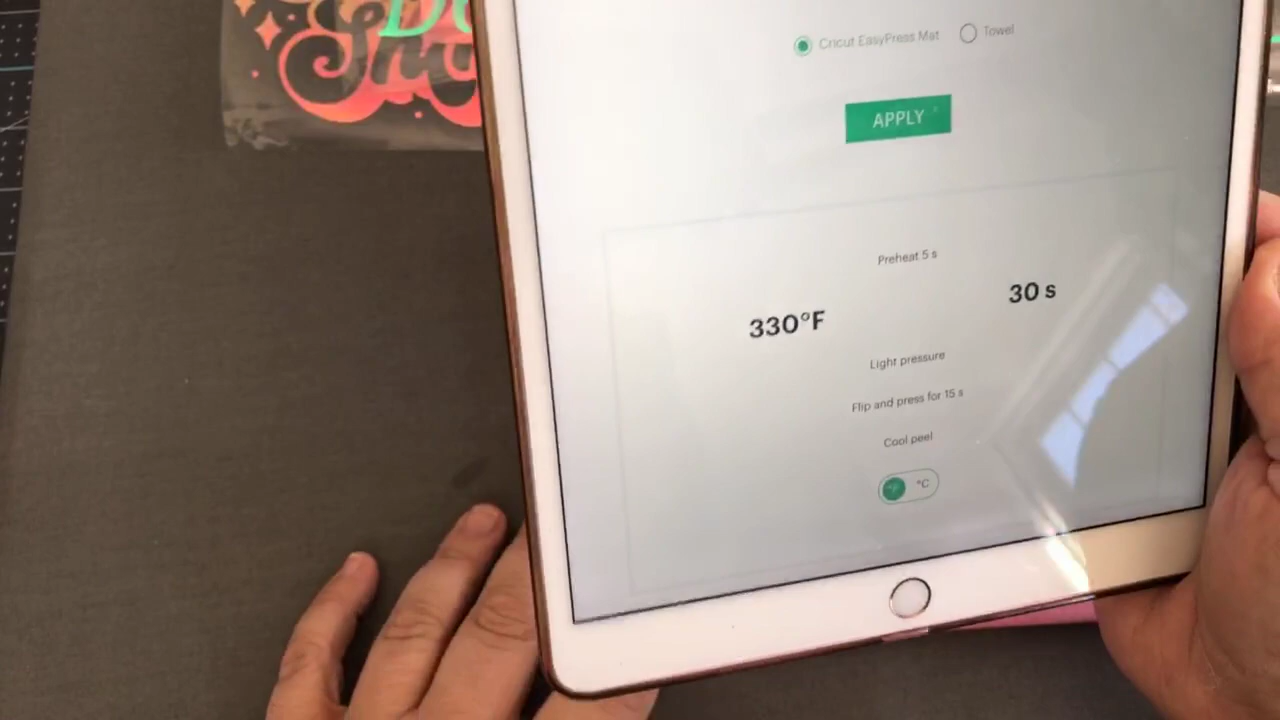 Cricut EasyPress Mat
Towel
APPLY
Preheat 5 s
330°F
30 s
Light pressure
Flip and press for 15 s
Cool peel
°C